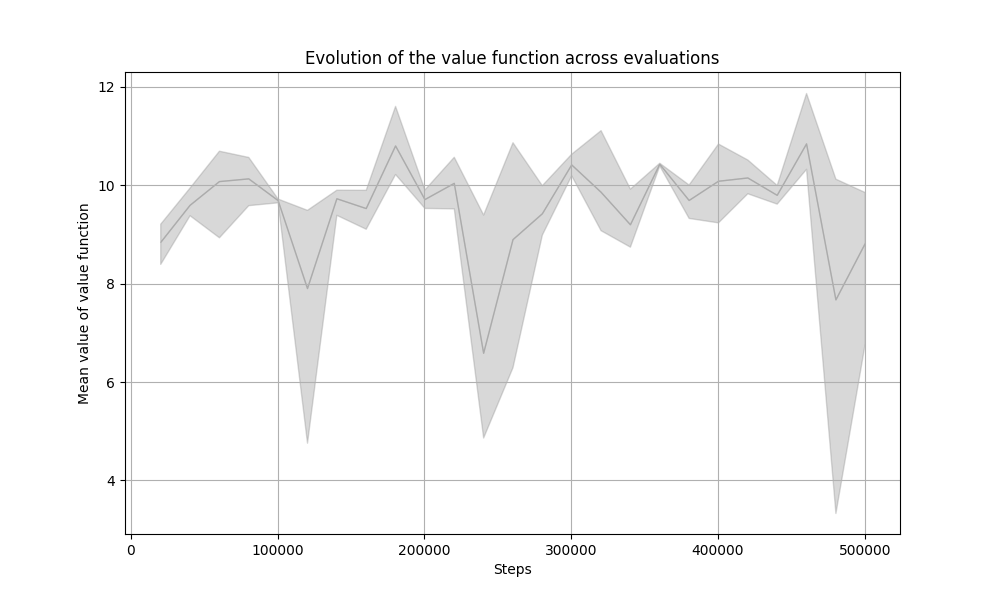 Evolution of the value function across evaluations
Mean value of value function
12
10
8
6
4
0 100000 200000 300000 400000 500000
Steps